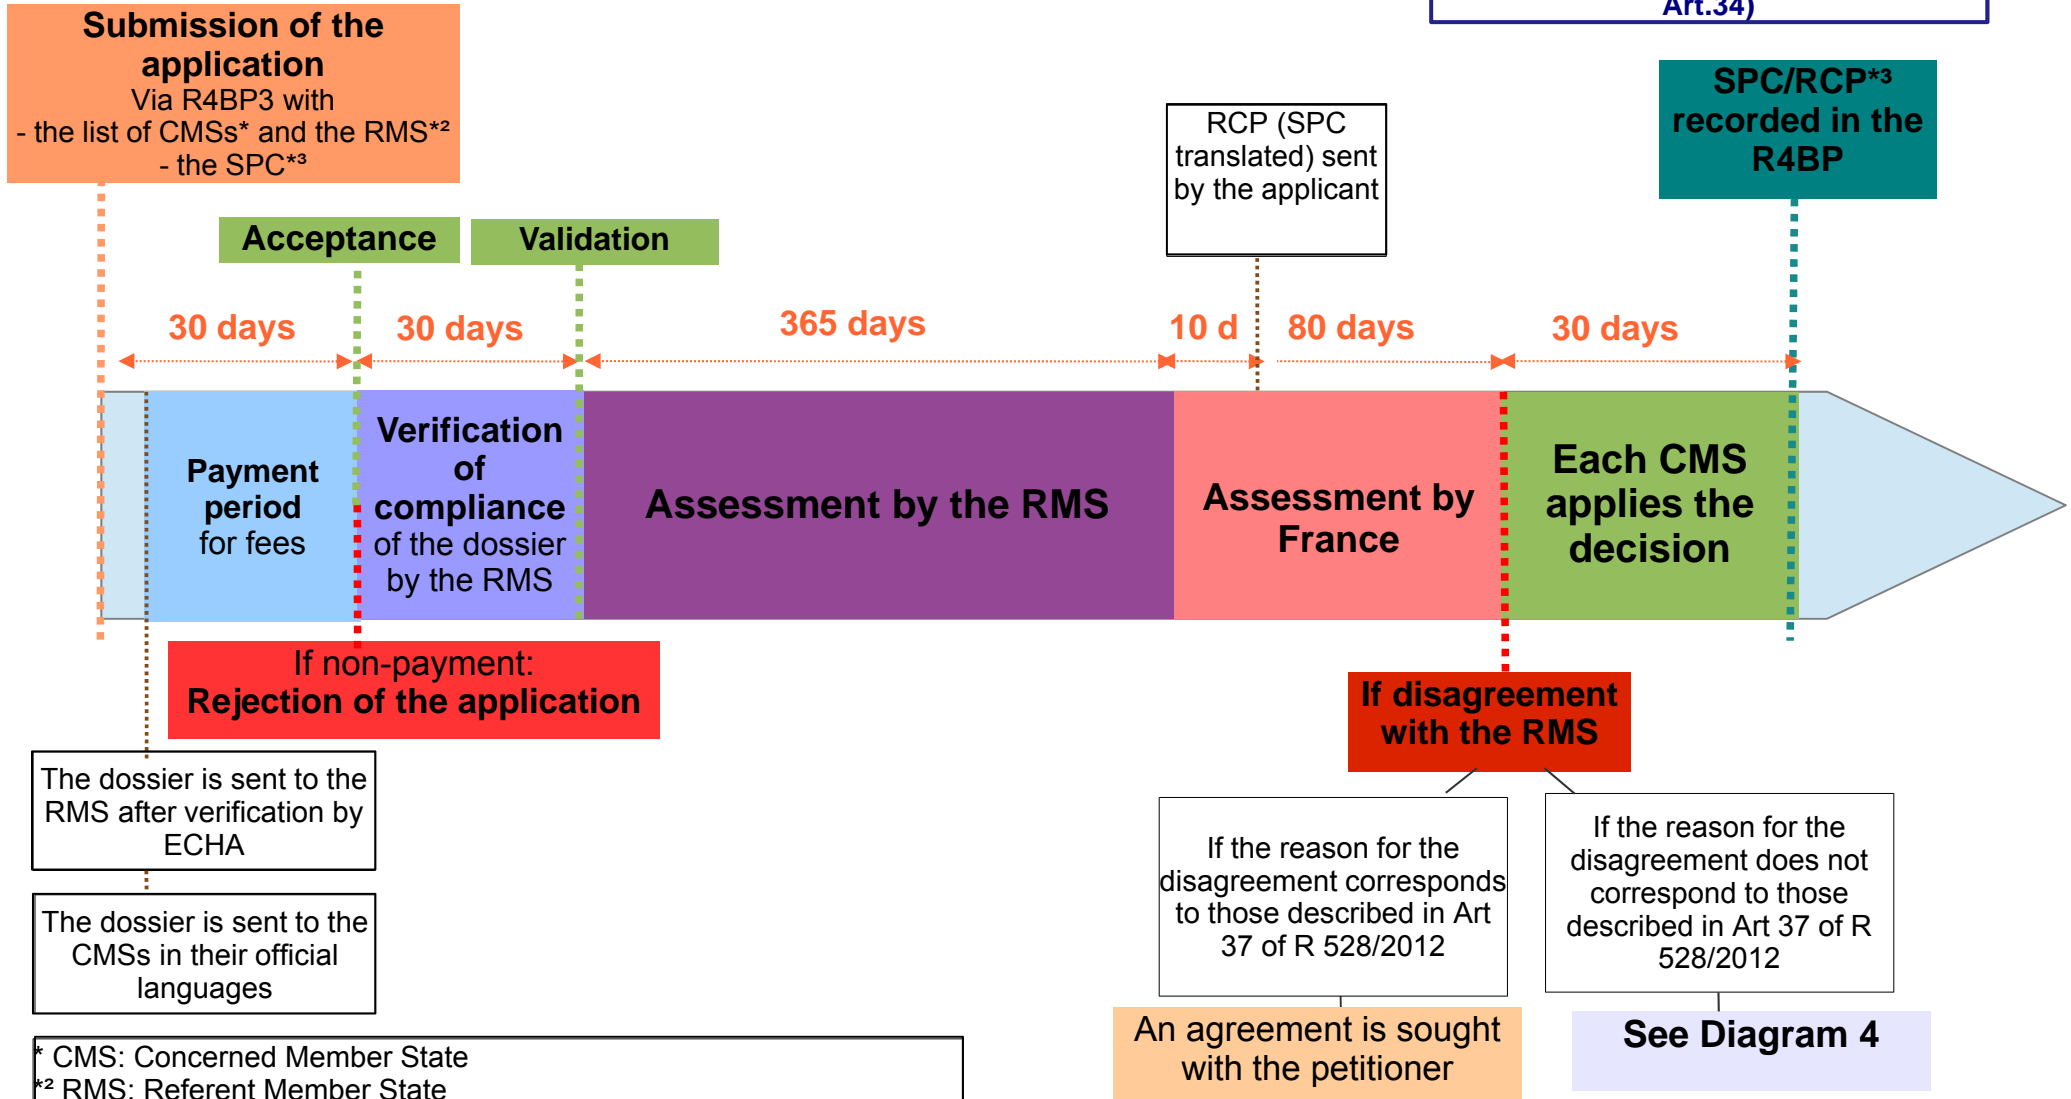 Art.34)
Submission of the
application
Via R4BP3 with
- the list of CMSs* and the RMS*²
- the SPC*³
SPC/RCP*³
recorded in the
R4BP
RCP (SPC
translated) sent
by the applicant
Acceptance
Validation
30 days
30 days
365 days
10 d
80 days
30 days
Payment
period
for fees
Verification
of
compliance
of the dossier
by the RMS
Assessment by the RMS
Assessment by
France
Each CMS
applies the
decision
If non-payment:
Rejection of the application
If disagreement
with the RMS
The dossier is sent to the
RMS after verification by
ECHA
The dossier is sent to the
CMSs in their official
languages
If the reason for the
disagreement corresponds
to those described in Art
37 of R 528/2012
If the reason for the
disagreement does not
correspond to those
described in Art 37 of R
528/2012
An agreement is sought
with the petitioner
See Diagram 4
* CMS: Concerned Member State
*² RMS: Referent Member State